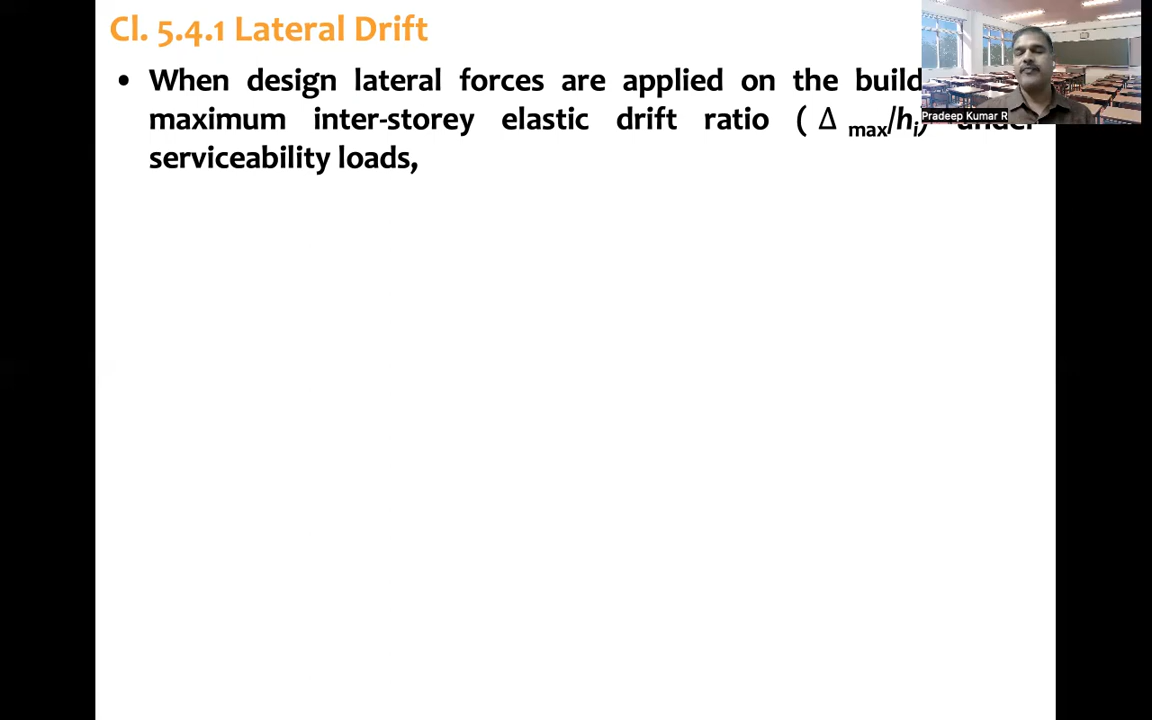 Cl. 5.4.1 Lateral Drift
• When design lateral forces are applied on the build
maximum inter-storey elastic drift ratio ( Δ max/hi) under
serviceability loads,
Pradeep Kumar R